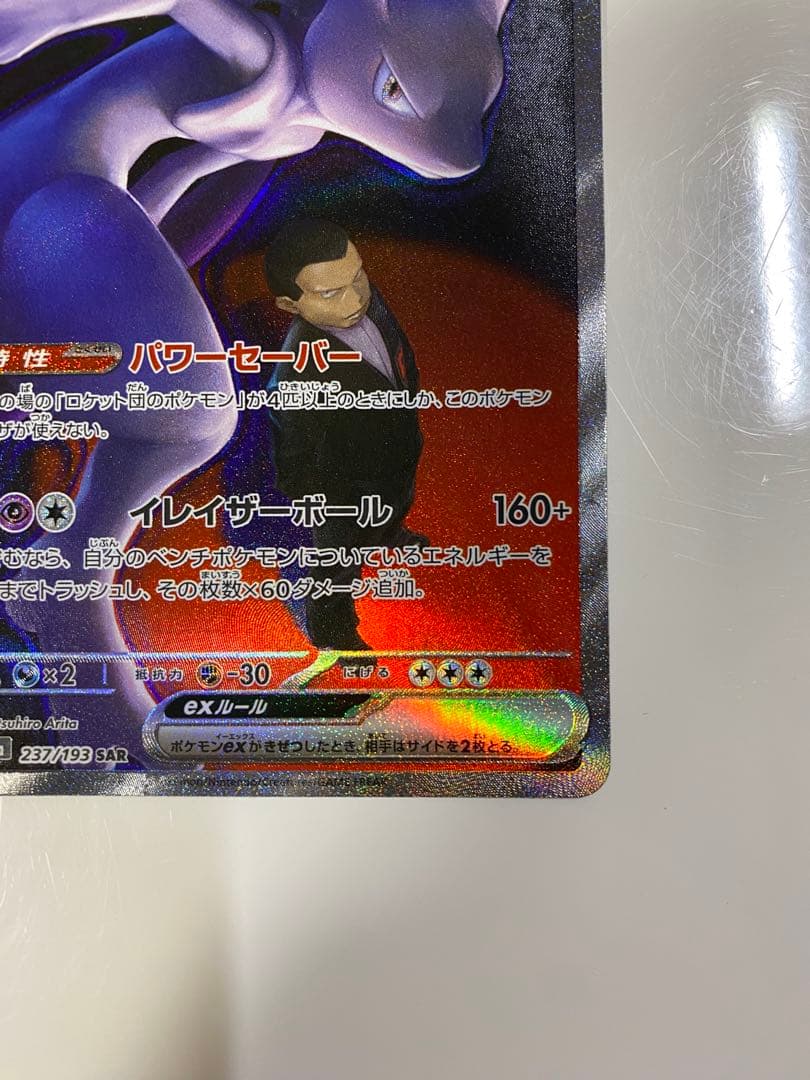 特性 パワーセーバー
の場の「ロケット団のポケモン」が4匹以上のときにしか、このポケモン
ザが使えない。
イレイザーボール 160+
むなら、自分のベンチポケモンについているエネルギーを
までトラッシュし、その枚数×60ダメージ追加。
×2 抵抗力 -30 にげる
exルール
suhiro Arita
ポケモンexがきぜつしたとき、相手はサイドを2枚とる。
237/193 SAR
mon/Nintendo/Creatures/GAME FREAK